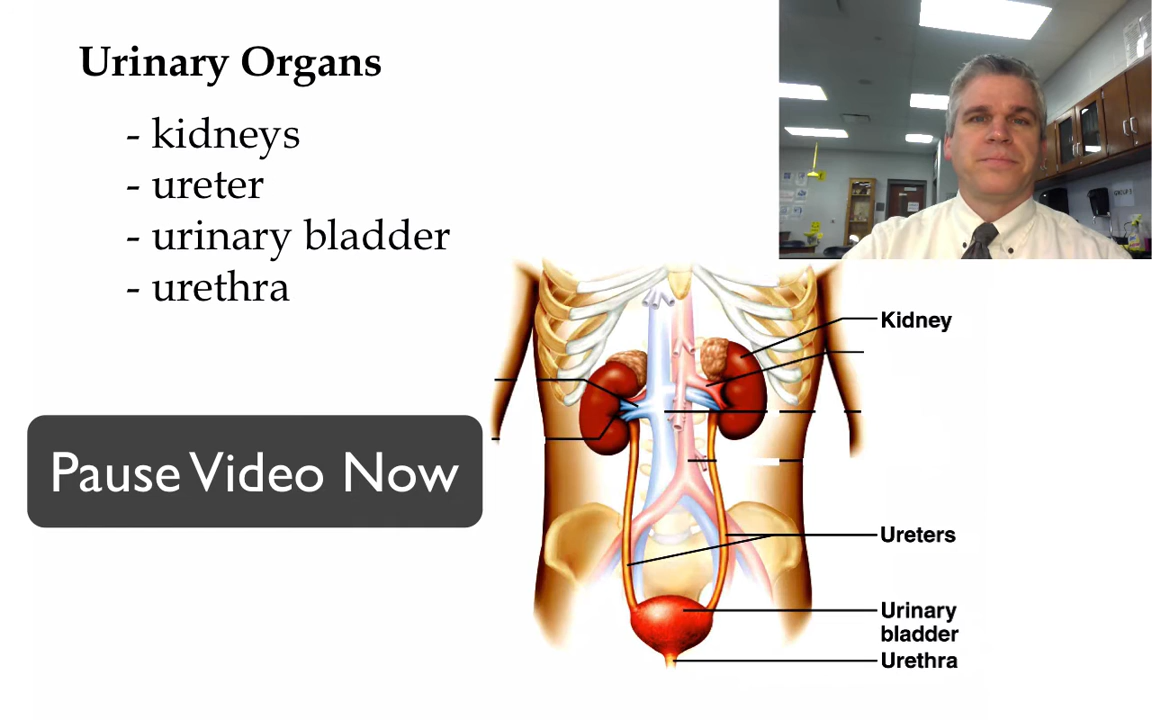 Urinary Organs
- kidneys
- ureter
- urinary bladder
- urethra
Pause Video Now
Kidney
Ureters
Urinary
bladder
Urethra